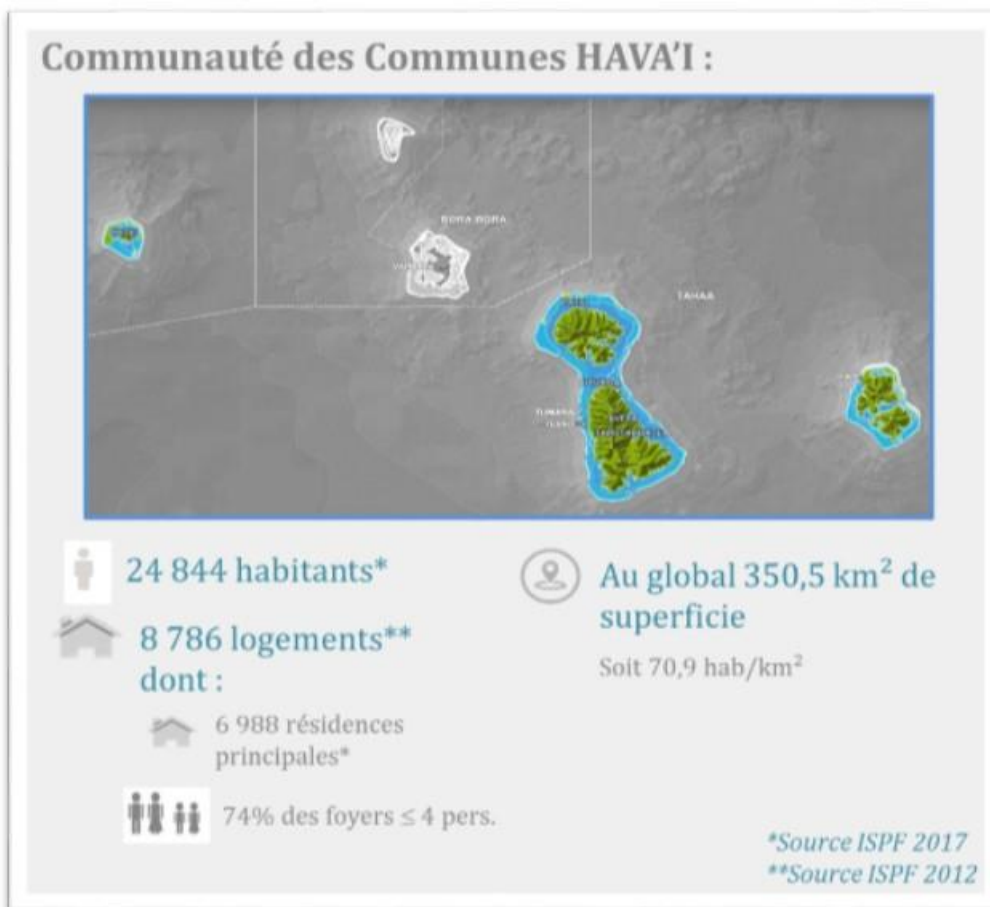 Communauté des Communes HAVA'I :
BORA BORA
TAHAA
TUMARA
24 844 habitants*
8 786 logements**
dont :
6 988 résidences
principales*
74% des foyers ≤ 4 pers.
Au global 350,5 km² de
superficie
Soit 70,9 hab/km²
*Source ISPF 2017
**Source ISPF 2012